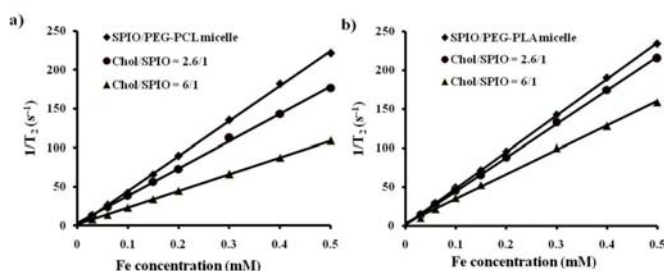 a)
SPIO/PEG-PCL micelle
Chol/SPIO = 2.6/1
Chol/SPIO = 6/1
1/T2 (s⁻¹)
250
200
150
100
50
0
0 0.1 0.2 0.3 0.4 0.5
Fe concentration (mM)
b)
SPIO/PEG-PLA micelle
Chol/SPIO = 2.6/1
Chol/SPIO = 6/1
1/T2 (s⁻¹)
250
200
150
100
50
0
0 0.1 0.2 0.3 0.4 0.5
Fe concentration (mM)